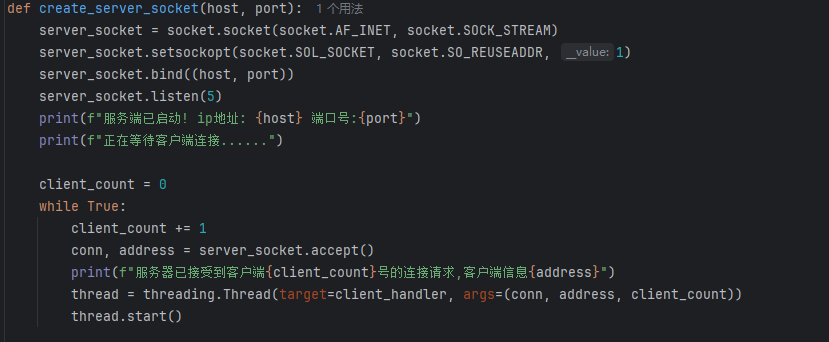 def create_server_socket(host, port): 1 个用法
server_socket = socket.socket(socket.AF_INET, socket.SOCK_STREAM)
server_socket.setsockopt(socket.SOL_SOCKET, socket.SO_REUSEADDR, __value: 1)
server_socket.bind((host, port))
server_socket.listen(5)
print(f"服务端已启动! ip地址: {host} 端口号:{port}")
print(f"正在等待客户端连接......")
client_count = 0
while True:
client_count += 1
conn, address = server_socket.accept()
print(f"服务器已接受到客户端{client_count}号的连接请求,客户端信息{address}")
thread = threading.Thread(target=client_handler, args=(conn, address, client_count))
thread.start()